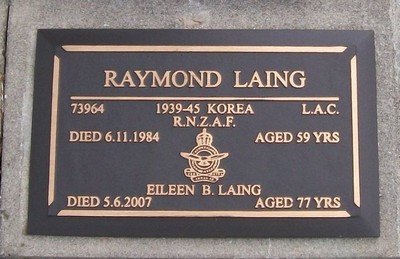 RAYMOND LAING
73964 1939-45 KOREA L.A.C.
R.N.Z.A.F.
DIED 6.11.1984 AGED 59 YRS
EILEEN B. LAING
DIED 5.6.2007 AGED 77 YRS